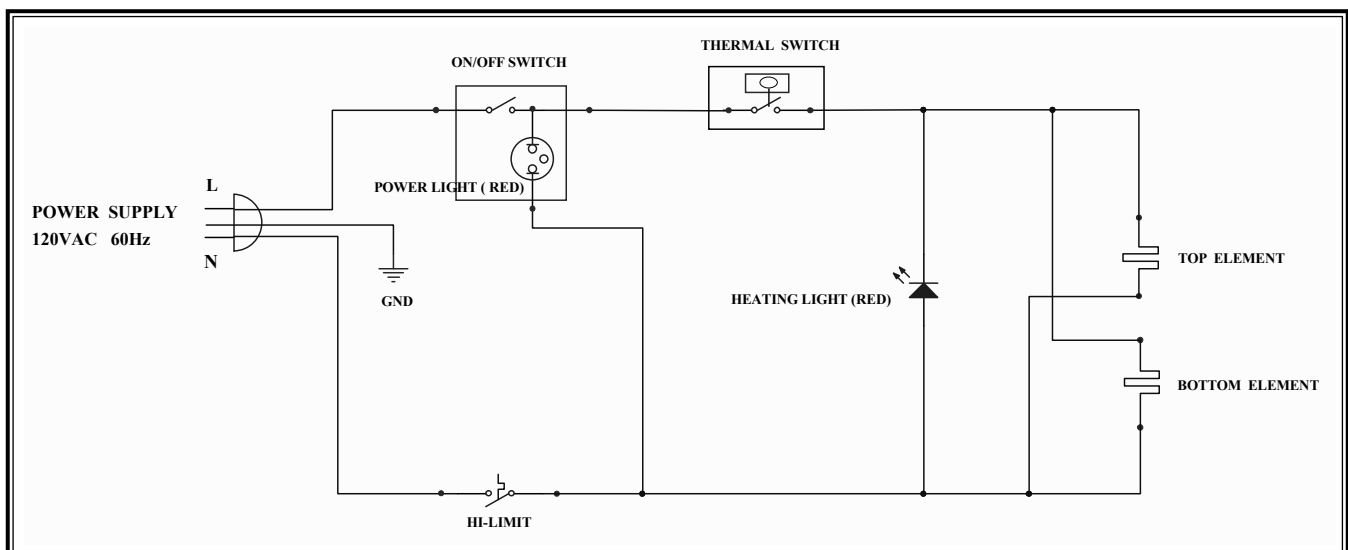 THERMAL SWITCH
ON/OFF SWITCH
POWER LIGHT ( RED)
L
POWER SUPPLY
120VAC 60Hz
N
GND
TOP ELEMENT
HEATING LIGHT (RED)
BOTTOM ELEMENT
HI-LIMIT